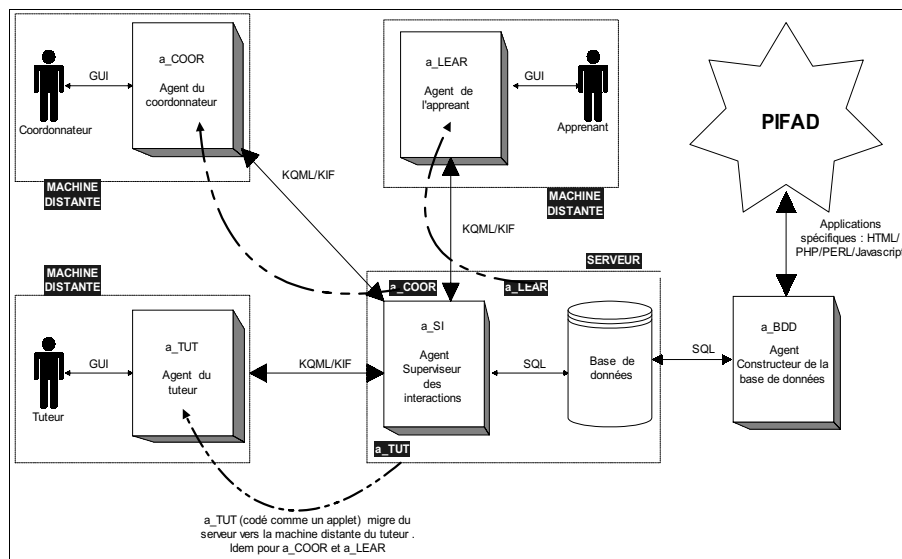 a_COOR
Agent du
coordonnateur
GUI
Coordonnateur
MACHINE
DISTANTE
a_LEAR
Agent de
l'appreant
GUI
Apprenant
MACHINE
DISTANTE
PIFAD
KQML/KIF
KQML/KIF
Applications
spécifiques : HTML/
PHP/PERL/Javascript
MACHINE
DISTANTE
SERVEUR
a_COOR
a_LEAR
a_TUT
Agent du
tuteur
GUI
Tuteur
KQML/KIF
a_SI
Agent
Superviseur
des
interactions
SQL
Base de
données
SQL
a_BDD
Agent
Constructeur de la
base de données
a_TUT
a_TUT (codé comme un applet) migre du
serveur vers la machine distante du tuteur .
Idem pour a_COOR et a_LEAR